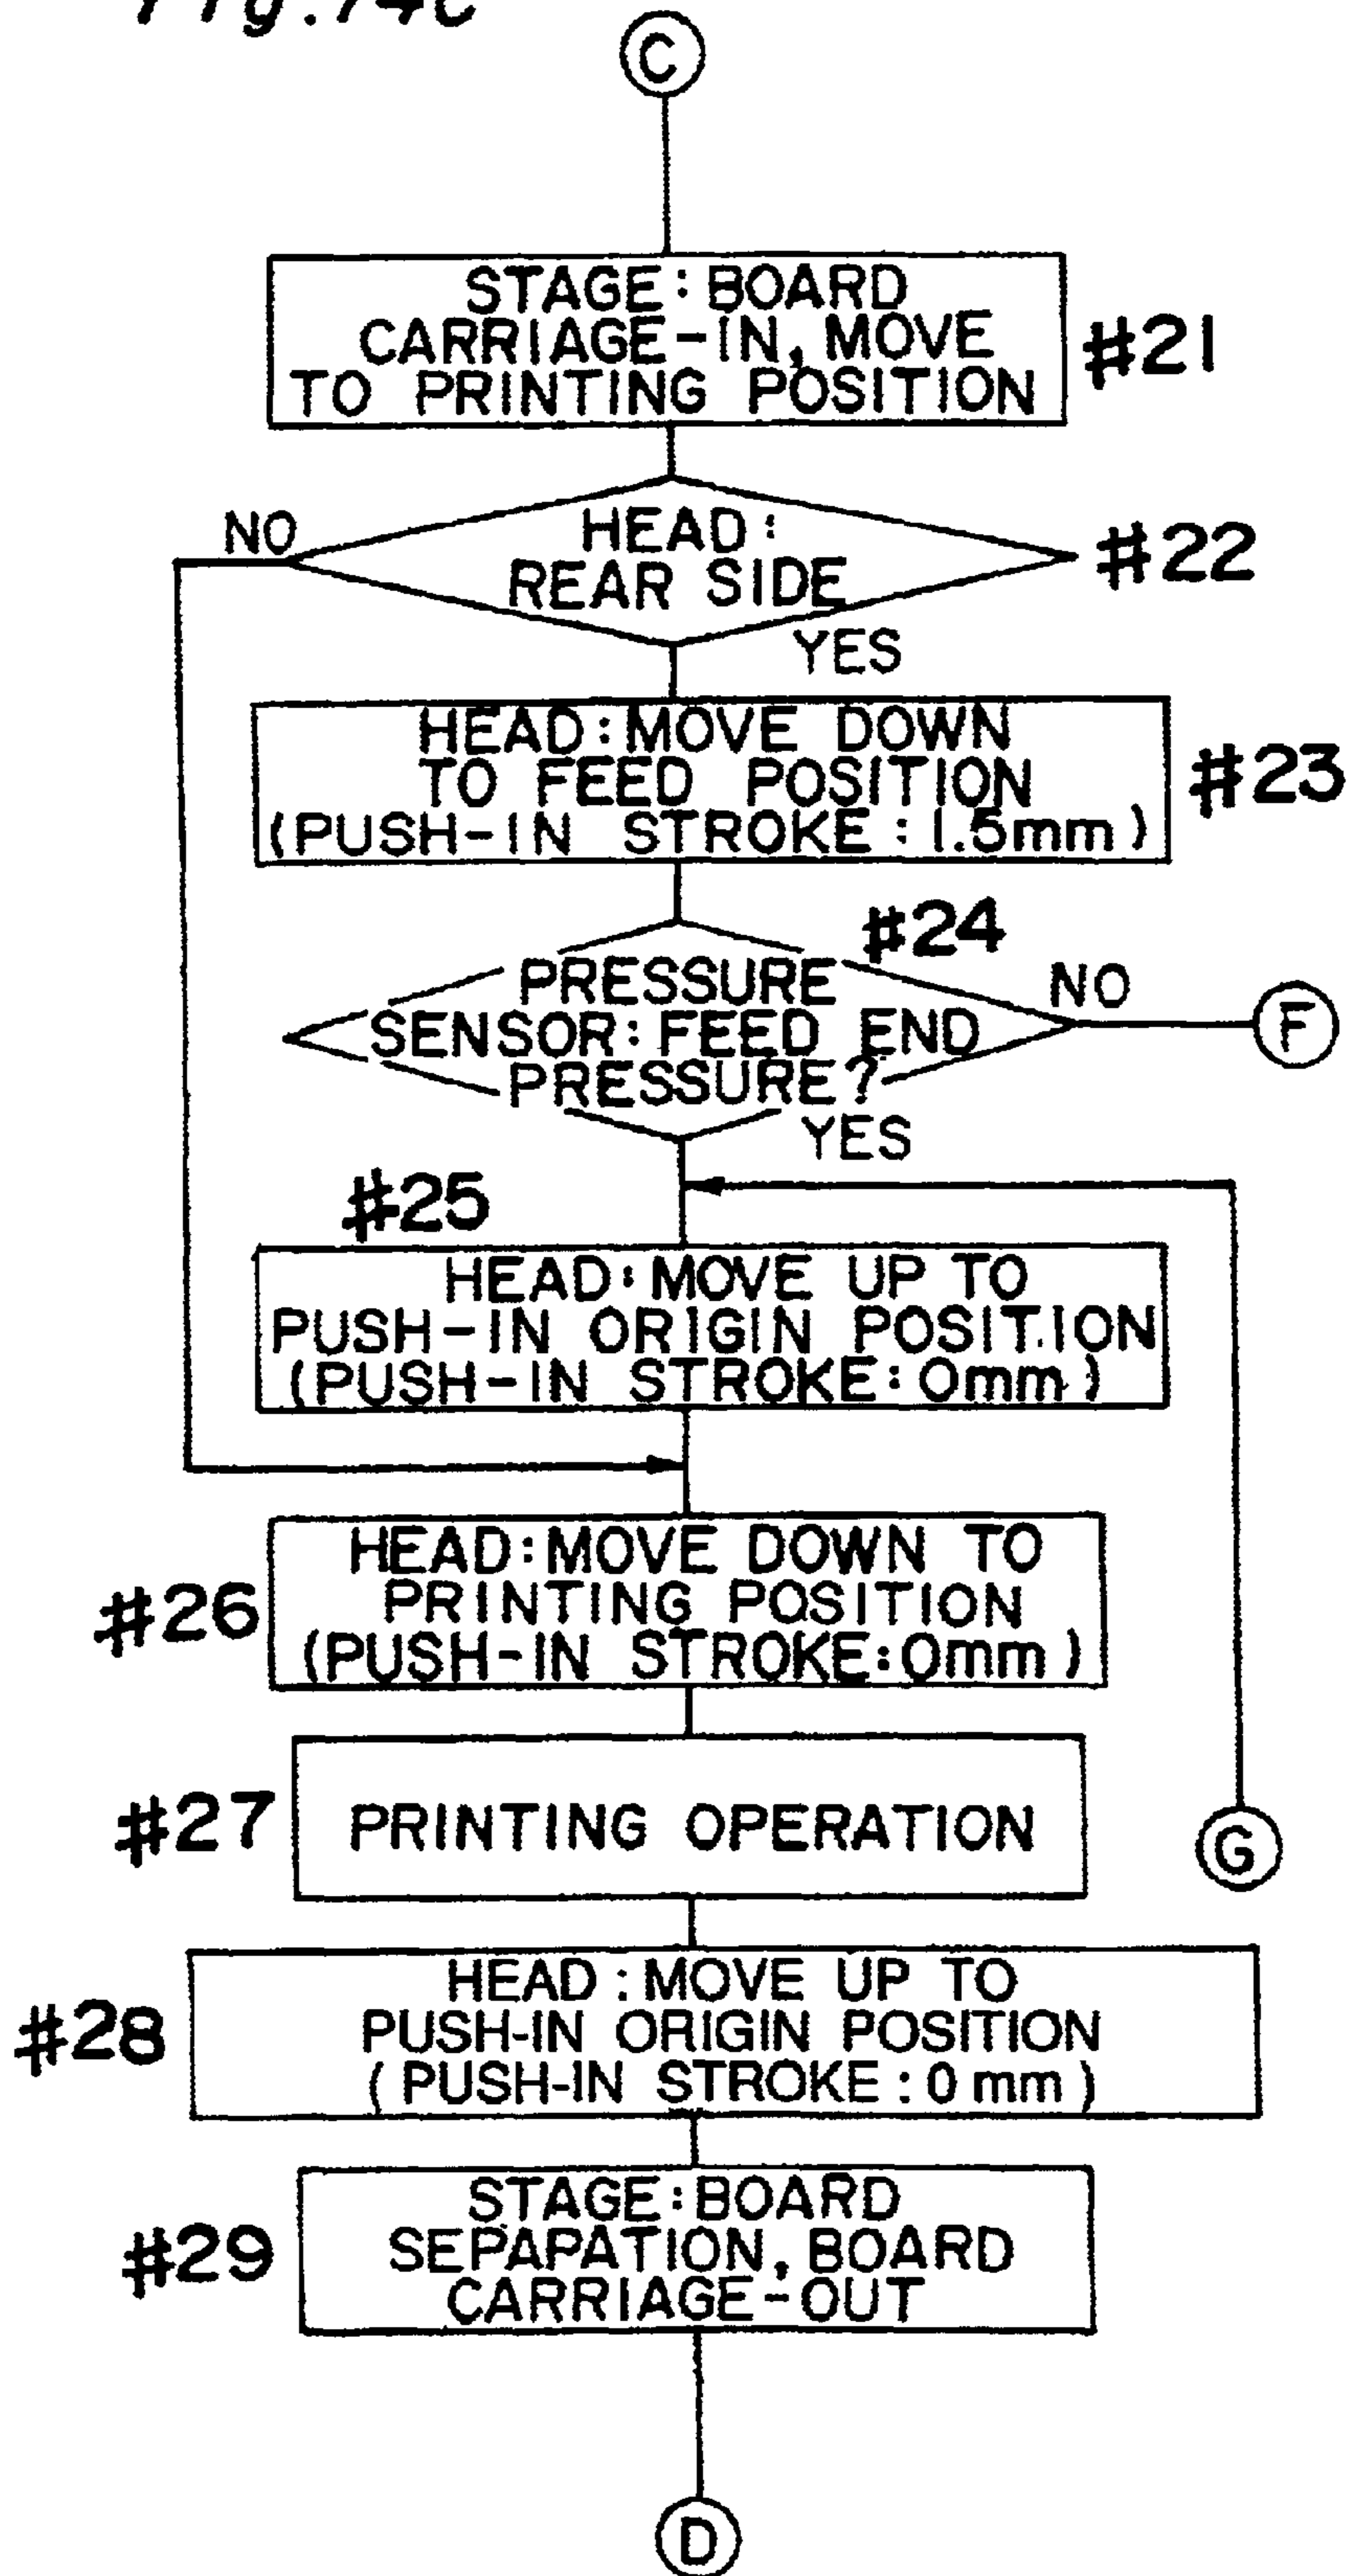 Fig.14C
C
STAGE:BOARD
CARRIAGE-IN, MOVE
TO PRINTING POSITION
#21
NO
HEAD:
REAR SIDE
#22
YES
HEAD:MOVE DOWN
TO FEED POSITION
(PUSH-IN STROKE:1.5mm)
#23
#24
PRESSURE
SENSOR:FEED END
PRESSURE?
NO
F
YES
#25
HEAD:MOVE UP TO
PUSH-IN ORIGIN POSITION
(PUSH-IN STROKE:0mm)
HEAD:MOVE DOWN TO
PRINTING POSITION
(PUSH-IN STROKE:0mm)
#26
#27
PRINTING OPERATION
G
HEAD:MOVE UP TO
PUSH-IN ORIGIN POSITION
(PUSH-IN STROKE:0mm)
#28
STAGE:BOARD
SEPAPATION, BOARD
CARRIAGE-OUT
#29
D